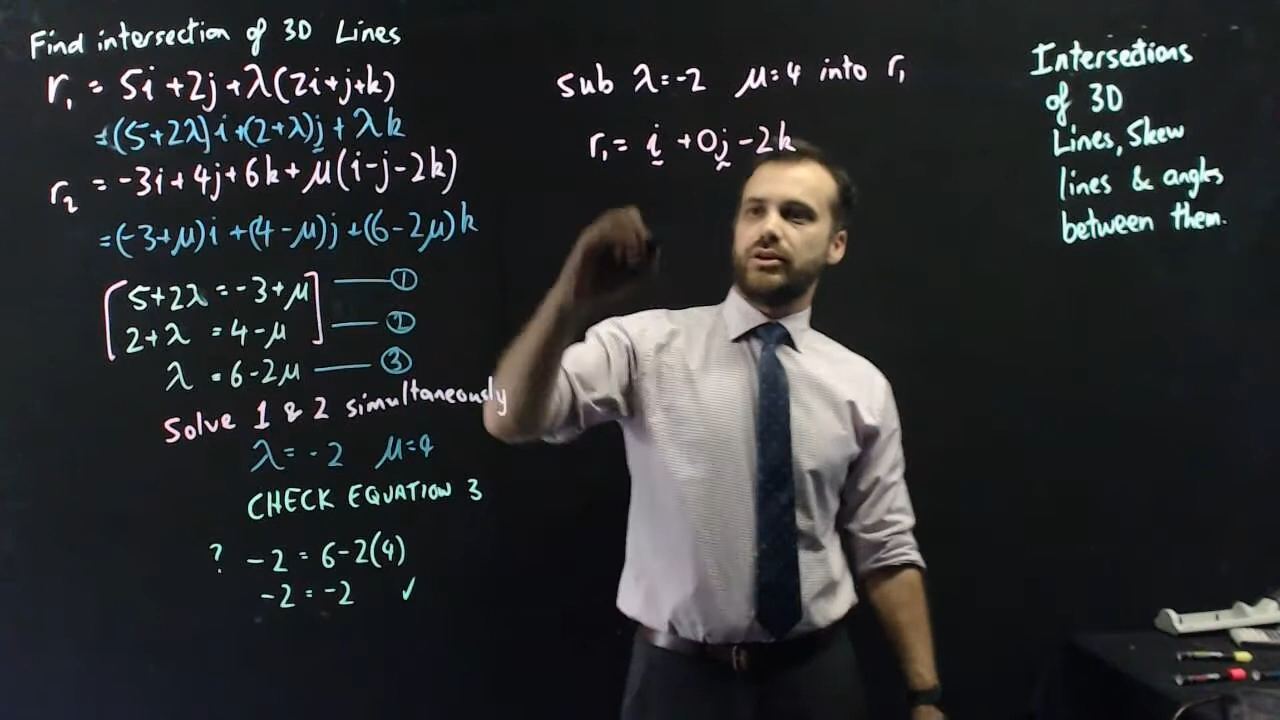 Find intersection of 3D Lines
r₁ = 5i + 2j + λ(2i + j + k)
= (5+2λ)i + (2+λ)j + λk
r₂ = -3i + 4j + 6k + μ(i - j - 2k)
= (-3+μ)i + (4-μ)j + (6-2μ)k
5+2λ = -3+μ ①
2+λ = 4-μ ②
λ = 6-2μ ③
Solve 1 & 2 simultaneously
λ = -2 μ=4
CHECK EQUATION 3
? -2 = 6-2(4)
-2 = -2 ✓
sub λ=-2 μ=4 into r₁
r₁ = i + 0j - 2k
Intersections
of 3D
Lines, Skew
lines & angles
between them.